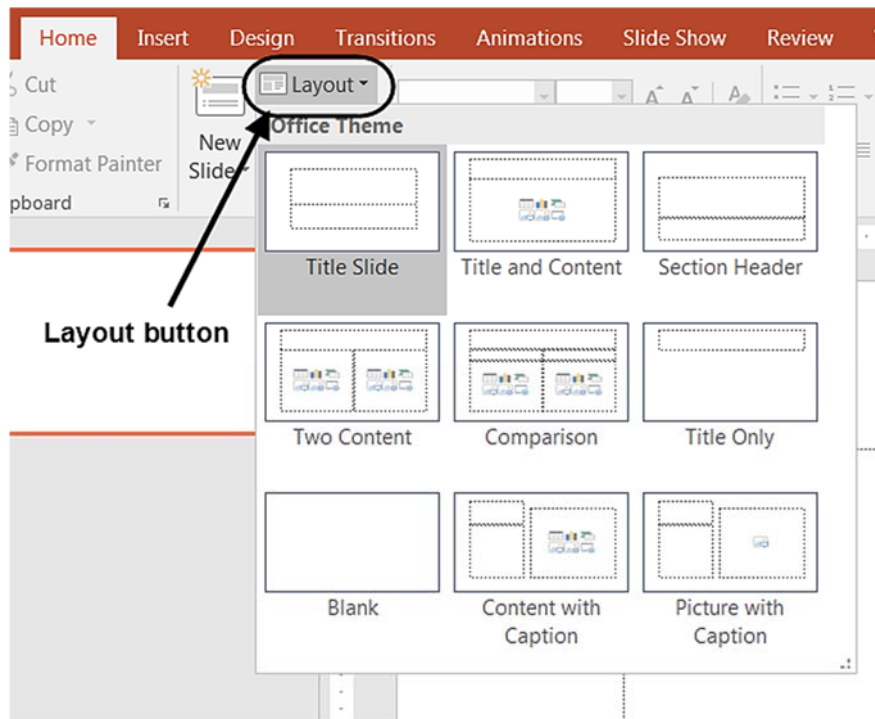 Home Insert Design Transitions Animations Slide Show Review
Cut
Layout
Copy
New
Slide
Format Painter
pboard
Office Theme
Title Slide Title and Content Section Header
Layout button
Two Content Comparison Title Only
Blank Content with Caption Picture with Caption